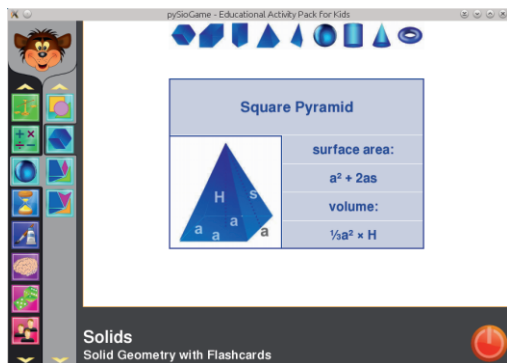 pySioGame - Educational Activity Pack for Kids
Square Pyramid
surface area:
a² + 2as
volume:
⅓a² × H
H
s
a
a
a
a
Solids
Solid Geometry with Flashcards